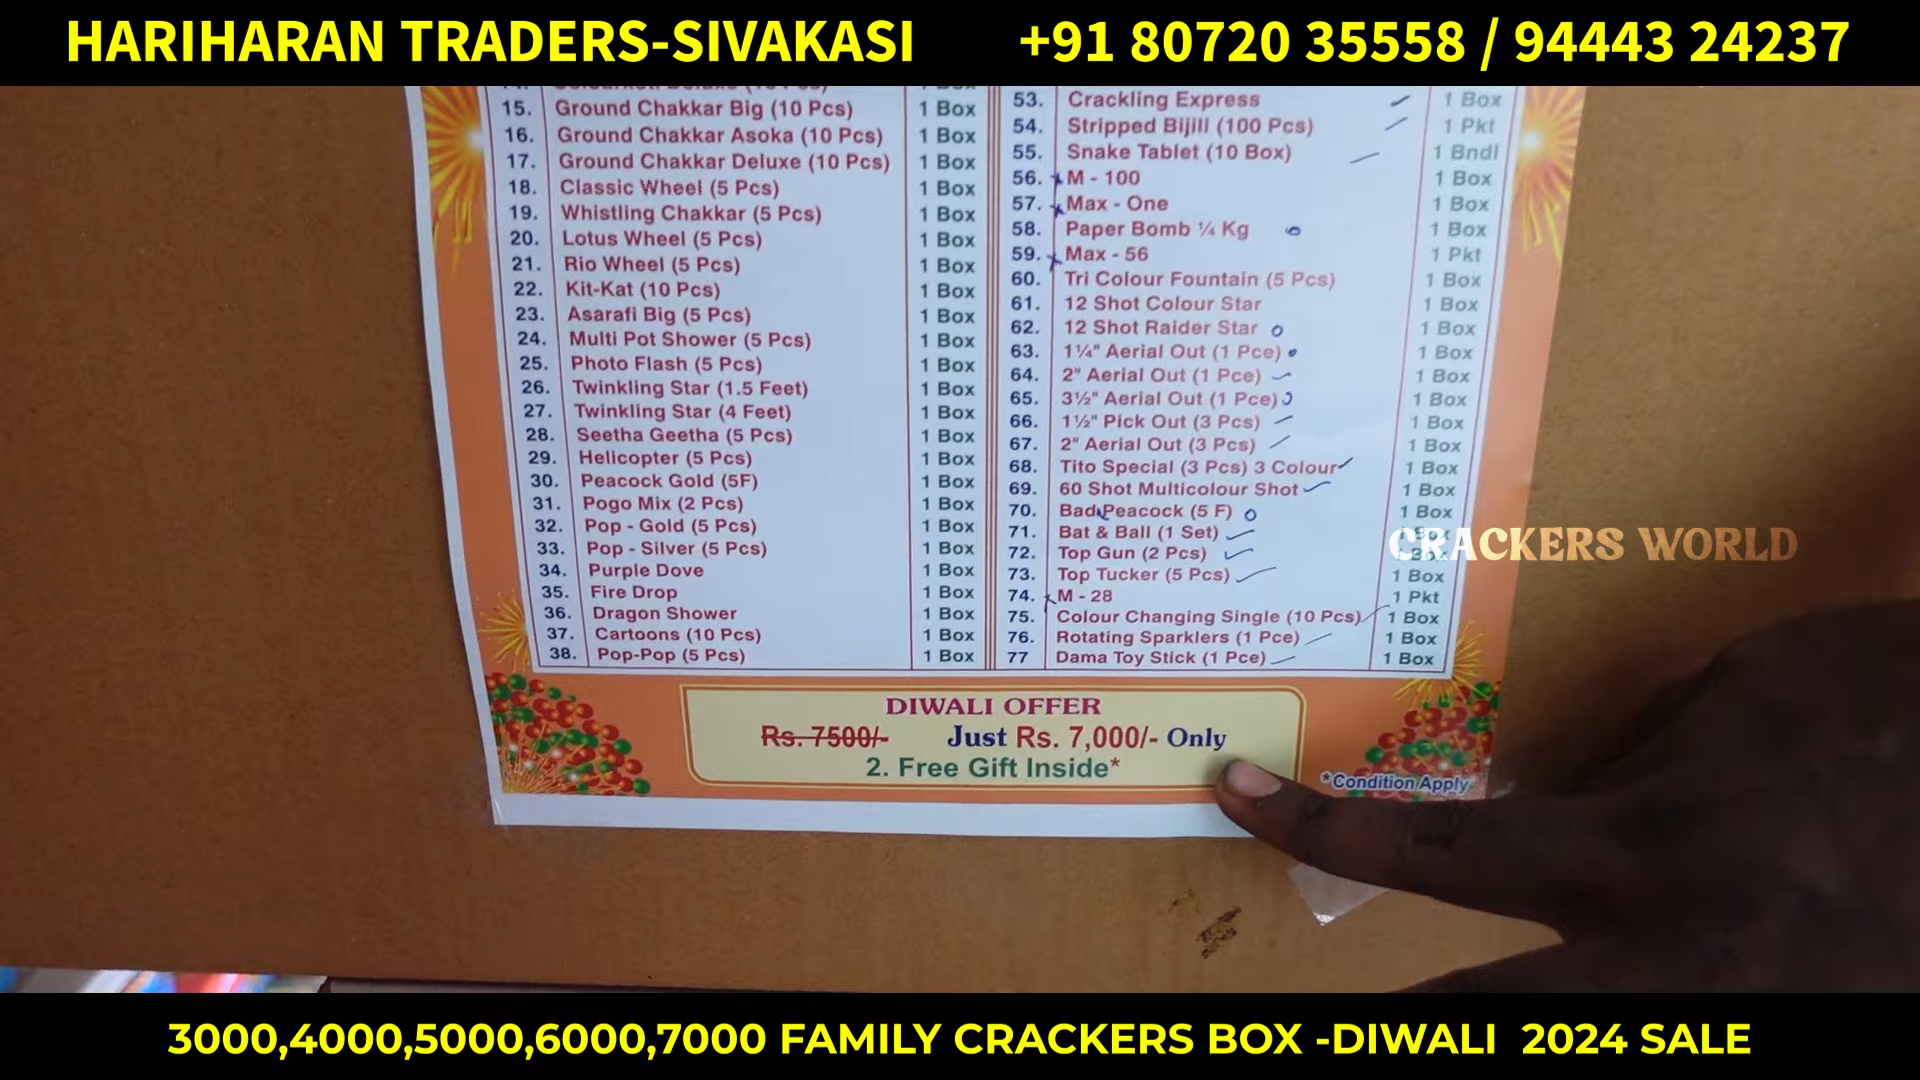 HARIHARAN TRADERS-SIVAKASI +91 80720 35558 / 94443 24237
15. Ground Chakkar Big (10 Pcs) 1 Box
16. Ground Chakkar Asoka (10 Pcs) 1 Box
17. Ground Chakkar Deluxe (10 Pcs) 1 Box
18. Classic Wheel (5 Pcs) 1 Box
19. Whistling Chakkar (5 Pcs) 1 Box
20. Lotus Wheel (5 Pcs) 1 Box
21. Rio Wheel (5 Pcs) 1 Box
22. Kit-Kat (10 Pcs) 1 Box
23. Asarafi Big (5 Pcs) 1 Box
24. Multi Pot Shower (5 Pcs) 1 Box
25. Photo Flash (5 Pcs) 1 Box
26. Twinkling Star (1.5 Feet) 1 Box
27. Twinkling Star (4 Feet) 1 Box
28. Seetha Geetha (5 Pcs) 1 Box
29. Helicopter (5 Pcs) 1 Box
30. Peacock Gold (5F) 1 Box
31. Pogo Mix (2 Pcs) 1 Box
32. Pop - Gold (5 Pcs) 1 Box
33. Pop - Silver (5 Pcs) 1 Box
34. Purple Dove 1 Box
35. Fire Drop 1 Box
36. Dragon Shower 1 Box
37. Cartoons (10 Pcs) 1 Box
38. Pop-Pop (5 Pcs) 1 Box
53. Crackling Express 1 Box
54. Stripped Bijili (100 Pcs) 1 Pkt
55. Snake Tablet (10 Box) 1 Bndl
56. M - 100 1 Box
57. Max - One 1 Box
58. Paper Bomb ¼ Kg 1 Box
59. Max - 56 1 Pkt
60. Tri Colour Fountain (5 Pcs) 1 Box
61. 12 Shot Colour Star 1 Box
62. 12 Shot Raider Star 1 Box
63. 1¼" Aerial Out (1 Pce) 1 Box
64. 2" Aerial Out (1 Pce) 1 Box
65. 3½" Aerial Out (1 Pce) 1 Box
66. 1½" Pick Out (3 Pcs) 1 Box
67. 2" Aerial Out (3 Pcs) 1 Box
68. Tito Special (3 Pcs) 3 Colour 1 Box
69. 60 Shot Multicolour Shot 1 Box
70. Bad Peacock (5 F) 1 Box
71. Bat & Ball (1 Set)
72. Top Gun (2 Pcs)
73. Top Tucker (5 Pcs) 1 Box
74. M - 28 1 Pkt
75. Colour Changing Single (10 Pcs) 1 Box
76. Rotating Sparklers (1 Pce) 1 Box
77 Dama Toy Stick (1 Pce) 1 Box
CRACKERS WORLD
DIWALI OFFER
Rs. 7500/- Just Rs. 7,000/- Only
2. Free Gift Inside*
*Condition Apply
3000,4000,5000,6000,7000 FAMILY CRACKERS BOX -DIWALI 2024 SALE